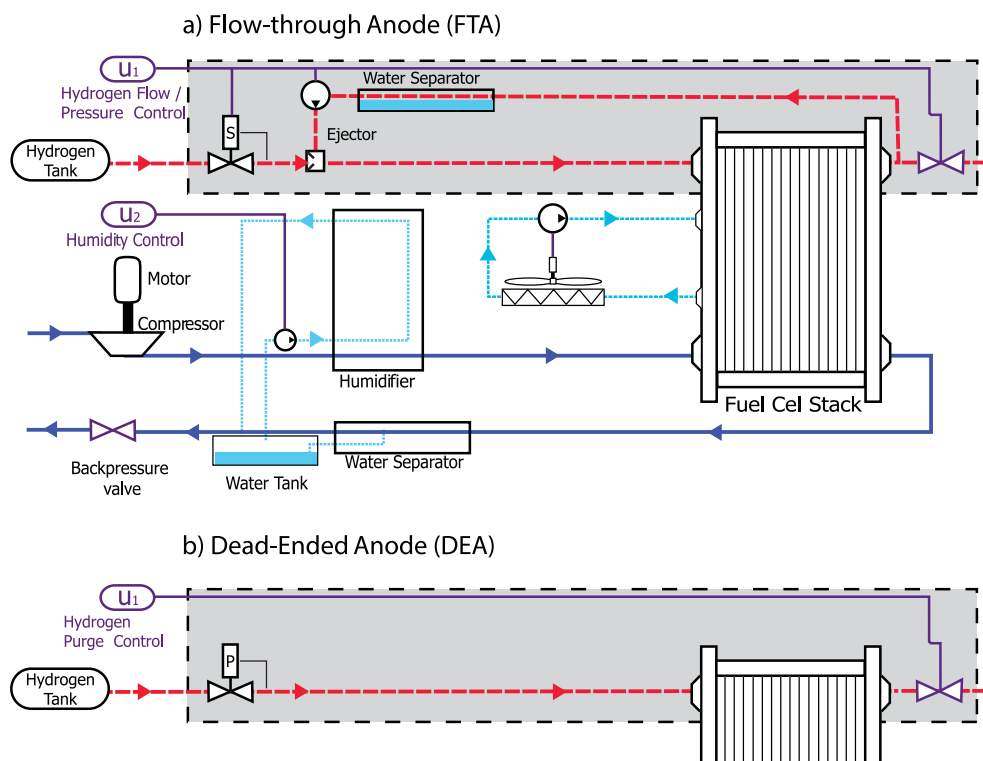 a) Flow-through Anode (FTA)
u1
Hydrogen Flow /
Pressure Control
Water Separator
S
Ejector
Hydrogen
Tank
u2
Humidity Control
Motor
Compressor
Humidifier
Fuel Cel Stack
Backpressure
valve
Water Tank
Water Separator
b) Dead-Ended Anode (DEA)
u1
Hydrogen
Purge Control
P
Hydrogen
Tank